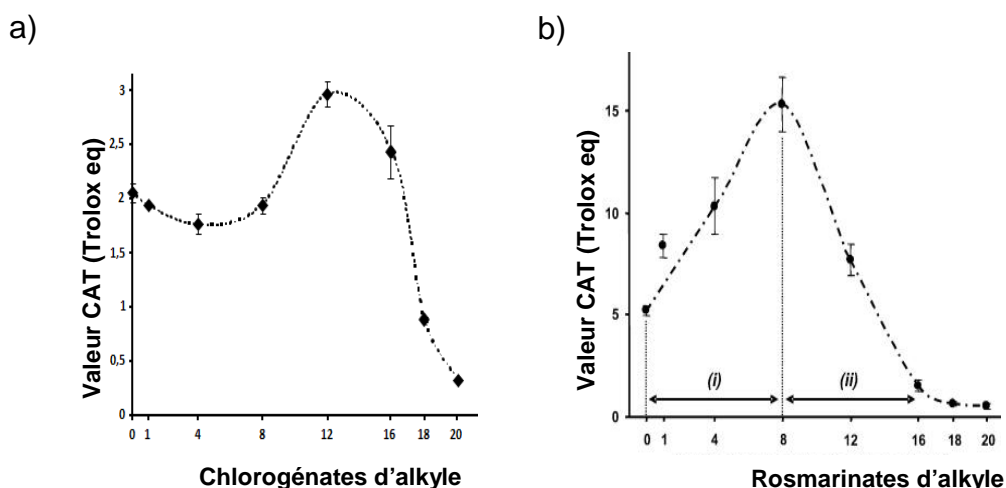 a)
Valeur CAT (Trolox eq)
3
2,5
2
1,5
1
0,5
0
0 1 4 8 12 16 18 20
Chlorogénates d'alkyle
b)
Valeur CAT (Trolox eq)
15
10
5
0
(i) (ii)
0 1 4 8 12 16 18 20
Rosmarinates d'alkyle